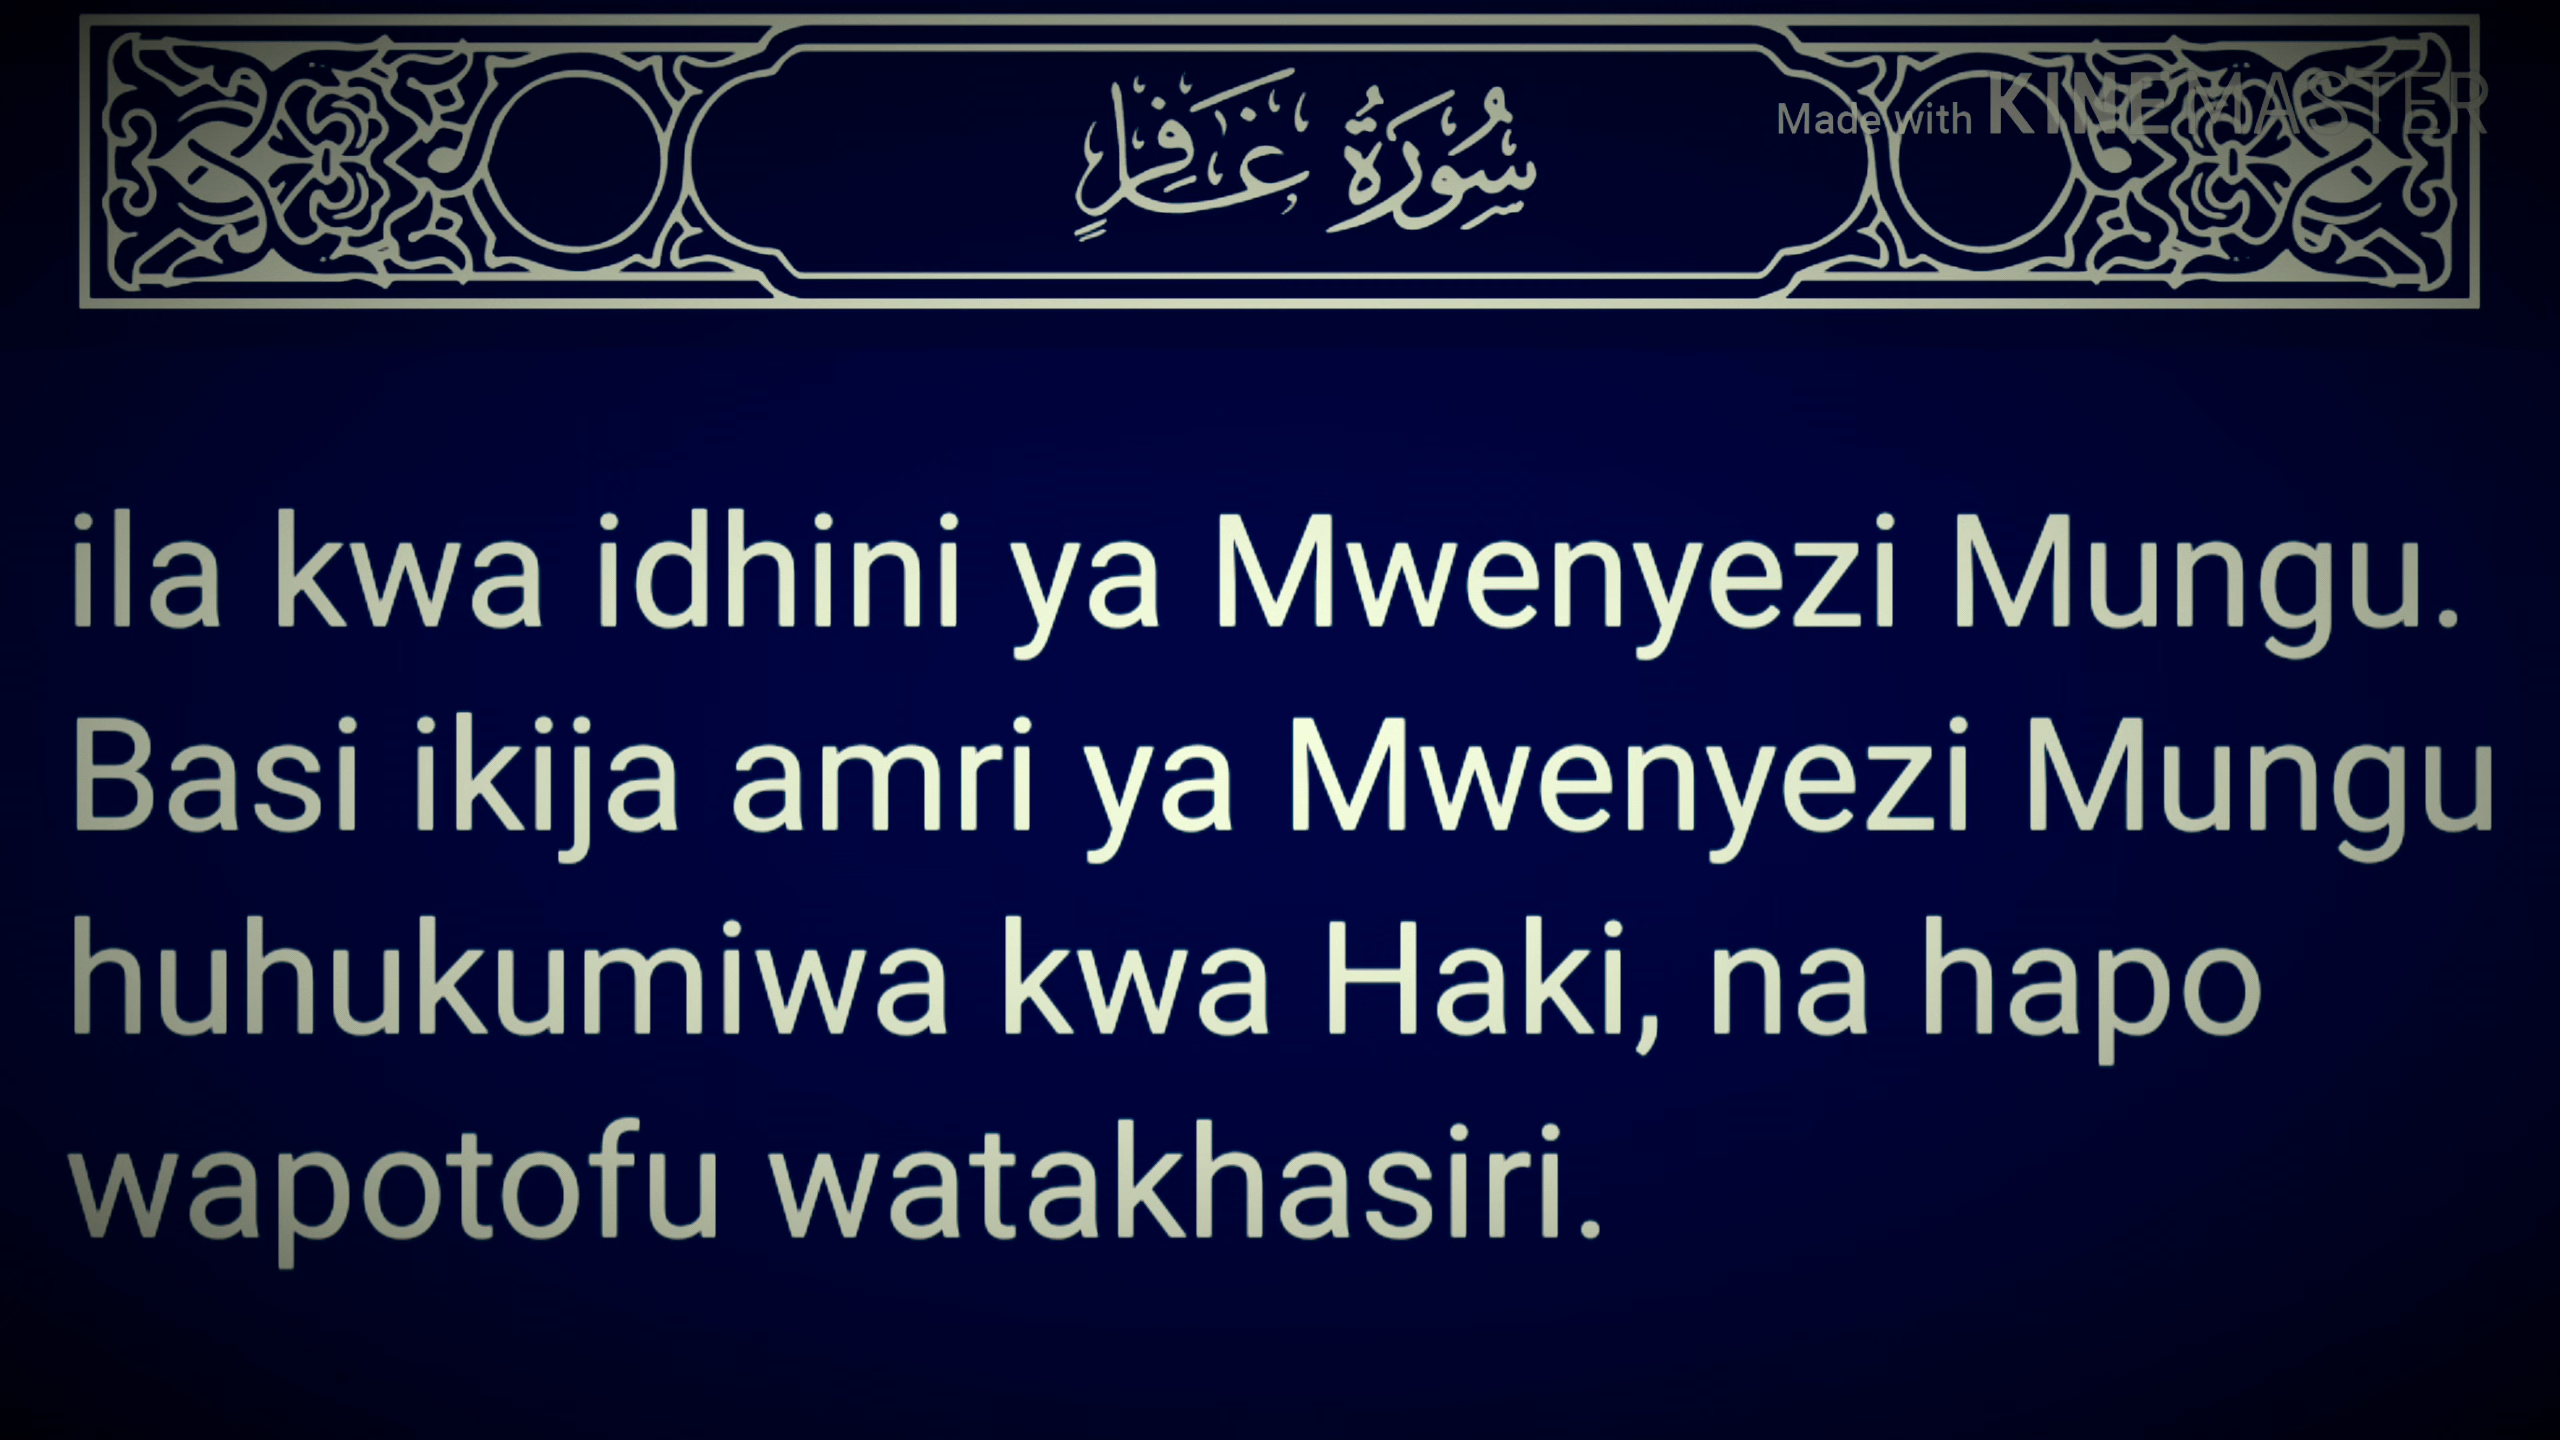 سُورَةُ غَافِرٍ
Made with KINEMASTER
ila kwa idhini ya Mwenyezi Mungu.
Basi ikija amri ya Mwenyezi Mungu
huhukumiwa kwa Haki, na hapo
wapotofu watakhasiri.